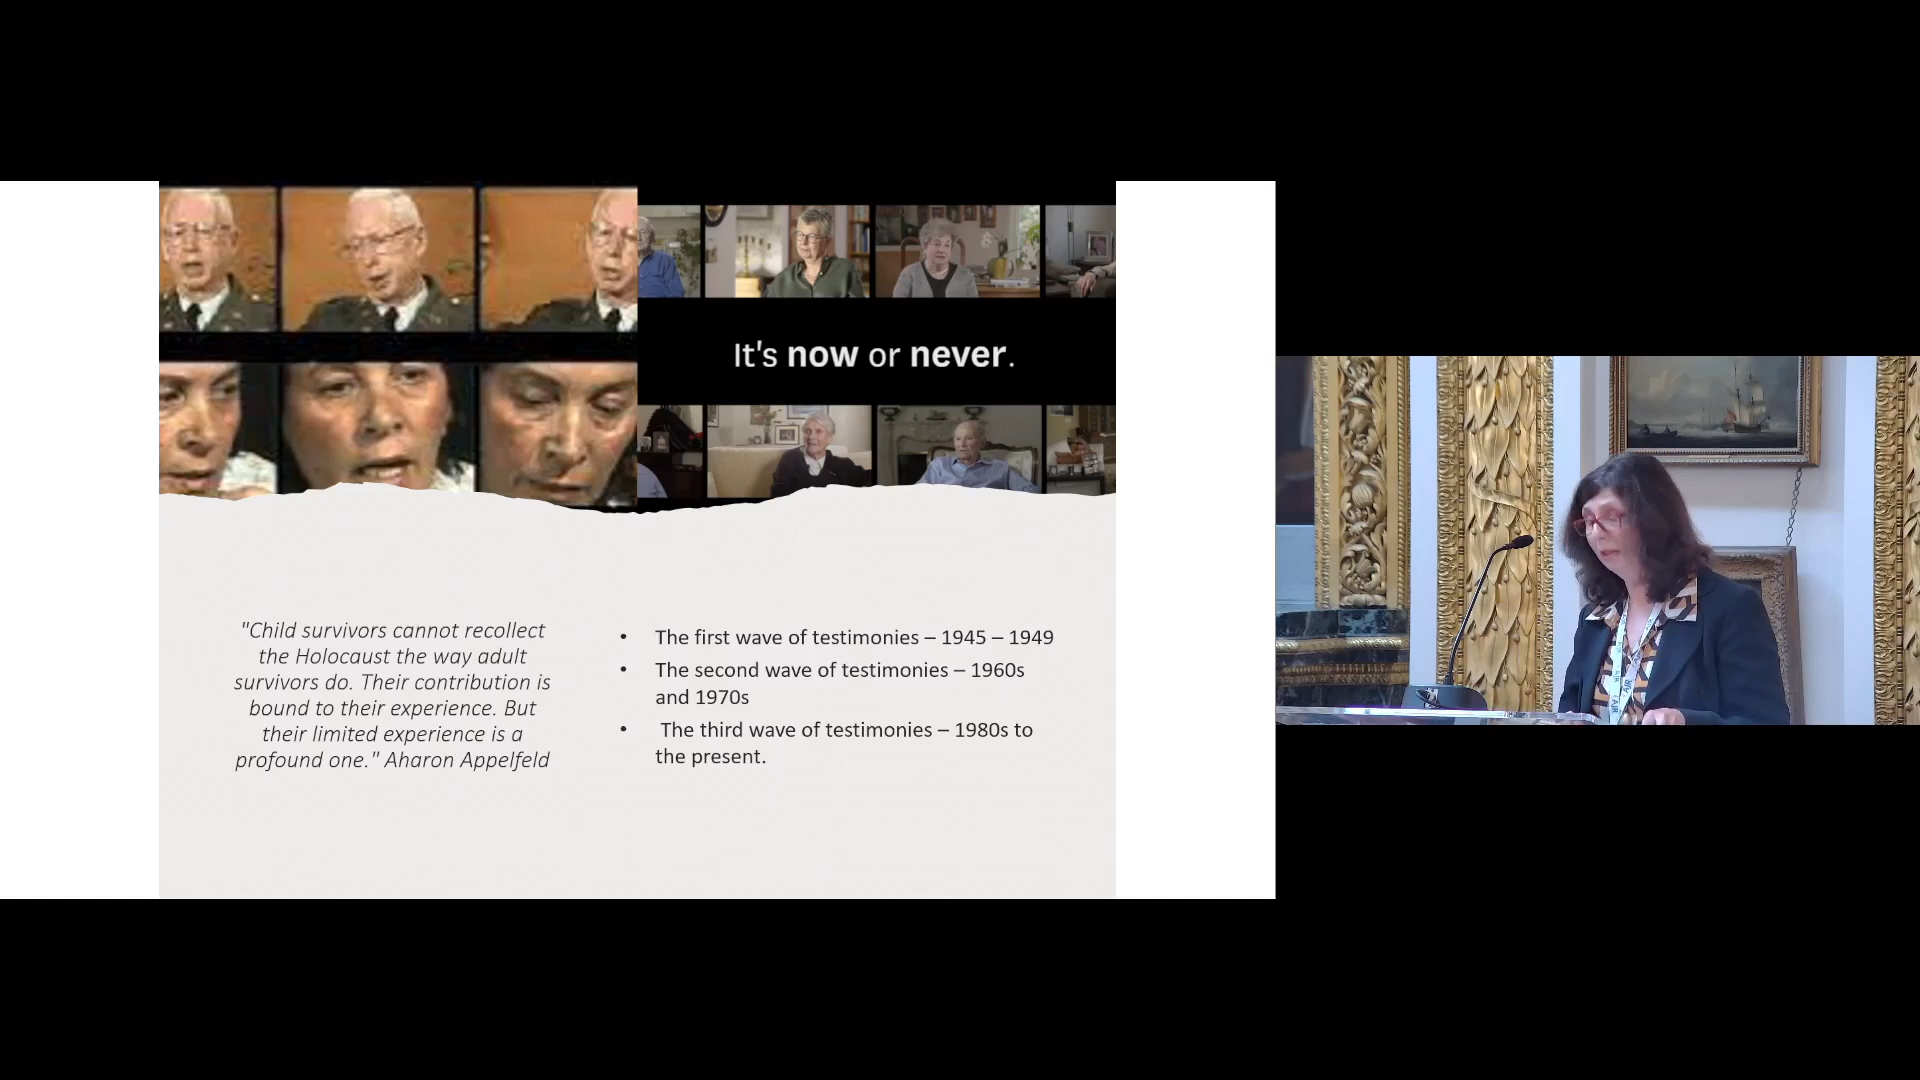 It's now or never.
"Child survivors cannot recollect
the Holocaust the way adult
survivors do. Their contribution is
bound to their experience. But
their limited experience is a
profound one." Aharon Appelfeld
• The first wave of testimonies – 1945 – 1949
• The second wave of testimonies – 1960s
and 1970s
• The third wave of testimonies – 1980s to
the present.